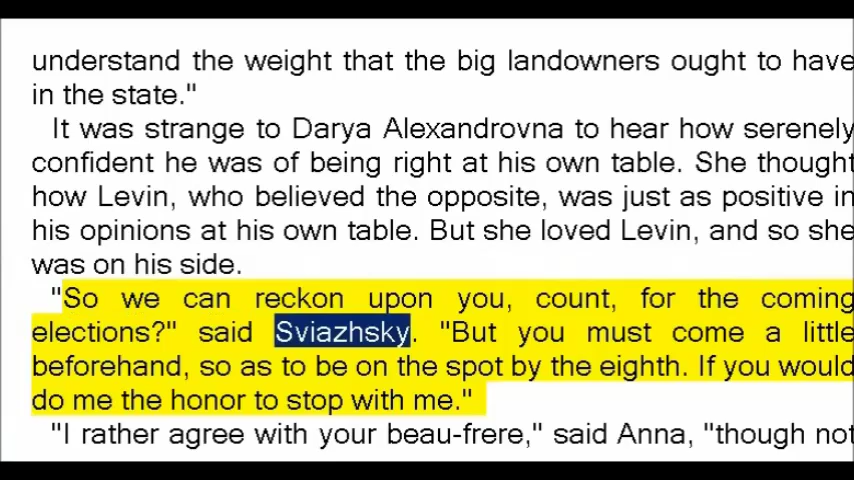 understand the weight that the big landowners ought to have
in the state."
It was strange to Darya Alexandrovna to hear how serenely
confident he was of being right at his own table. She thought
how Levin, who believed the opposite, was just as positive in
his opinions at his own table. But she loved Levin, and so she
was on his side.
"So we can reckon upon you, count, for the coming
elections?" said Sviazhsky. "But you must come a little
beforehand, so as to be on the spot by the eighth. If you would
do me the honor to stop with me."
"I rather agree with your beau-frere," said Anna, "though not